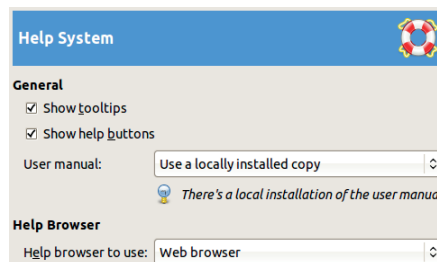 Help System
General
Show tooltips
Show help buttons
User manual: Use a locally installed copy
There's a local installation of the user manua
Help Browser
Help browser to use: Web browser